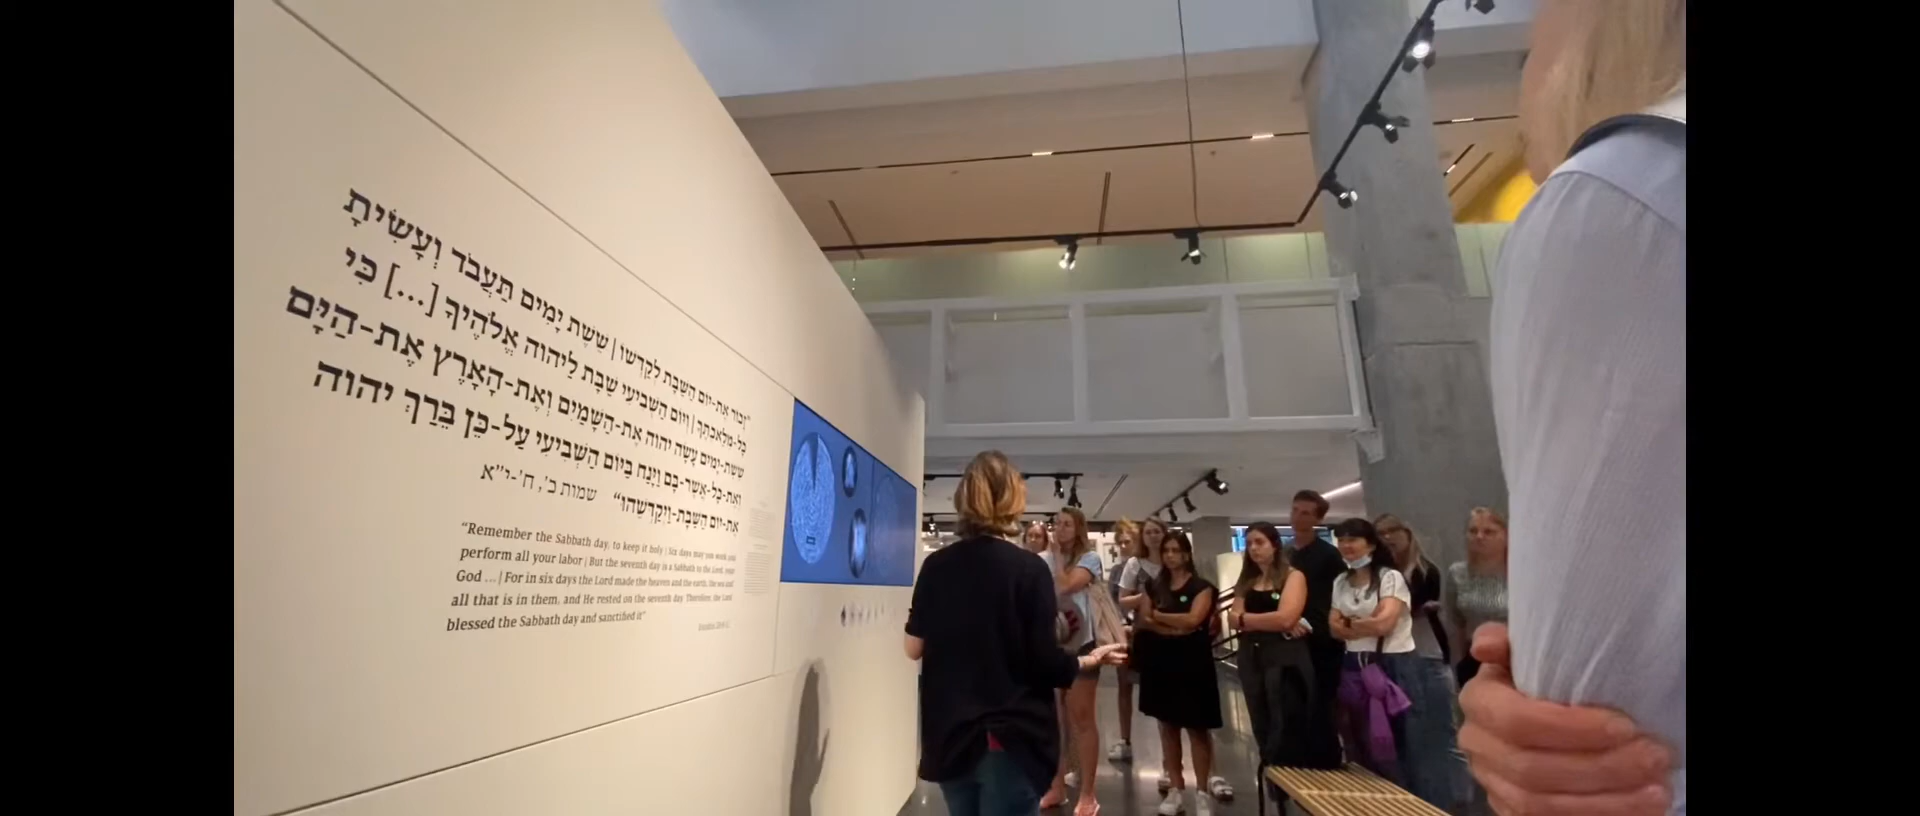 "זָכוֹר אֶת-יוֹם הַשַּׁבָּת לְקַדְּשׁוֹ | שֵׁשֶׁת יָמִים תַּעֲבֹד וְעָשִׂיתָ
כָּל-מְלַאכְתֶּךָ | וְיוֹם הַשְּׁבִיעִי שַׁבָּת לַיהוָה אֱלֹהֶיךָ [...] כִּי
שֵׁשֶׁת-יָמִים עָשָׂה יהוה אֶת-הַשָּׁמַיִם וְאֶת-הָאָרֶץ אֶת-הַיָּם
וְאֶת-כָּל-אֲשֶׁר-בָּם וַיָּנַח בַּיּוֹם הַשְּׁבִיעִי עַל-כֵּן בֵּרַךְ יהוה
אֶת-יוֹם הַשַּׁבָּת-וַיְקַדְּשֵׁהוּ"
שמות כ', ח'-י"א
"Remember the Sabbath day, to keep it holy | Six days may you work and
perform all your labor | But the seventh day is a Sabbath to the Lord, your
God ... | For in six days the Lord made the heaven and the earth, the sea and
all that is in them, and He rested on the seventh day. Therefore, the Lord
blessed the Sabbath day and sanctified it"